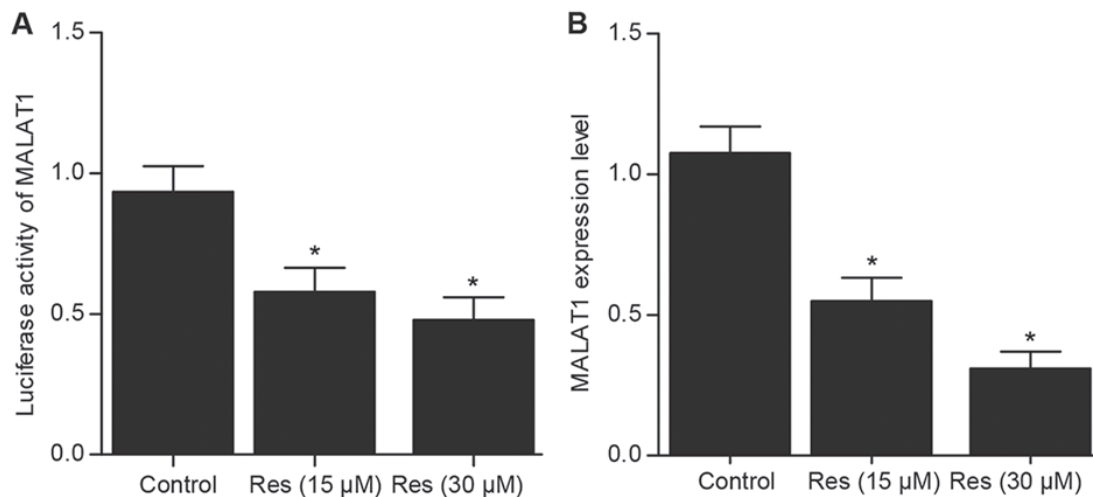 A
Luciferase activity of MALAT1
1.5
1.0
0.5
0.0
*
*
Control Res (15 µM) Res (30 µM)
B
MALAT1 expression level
1.5
1.0
0.5
0.0
*
*
Control Res (15 µM) Res (30 µM)